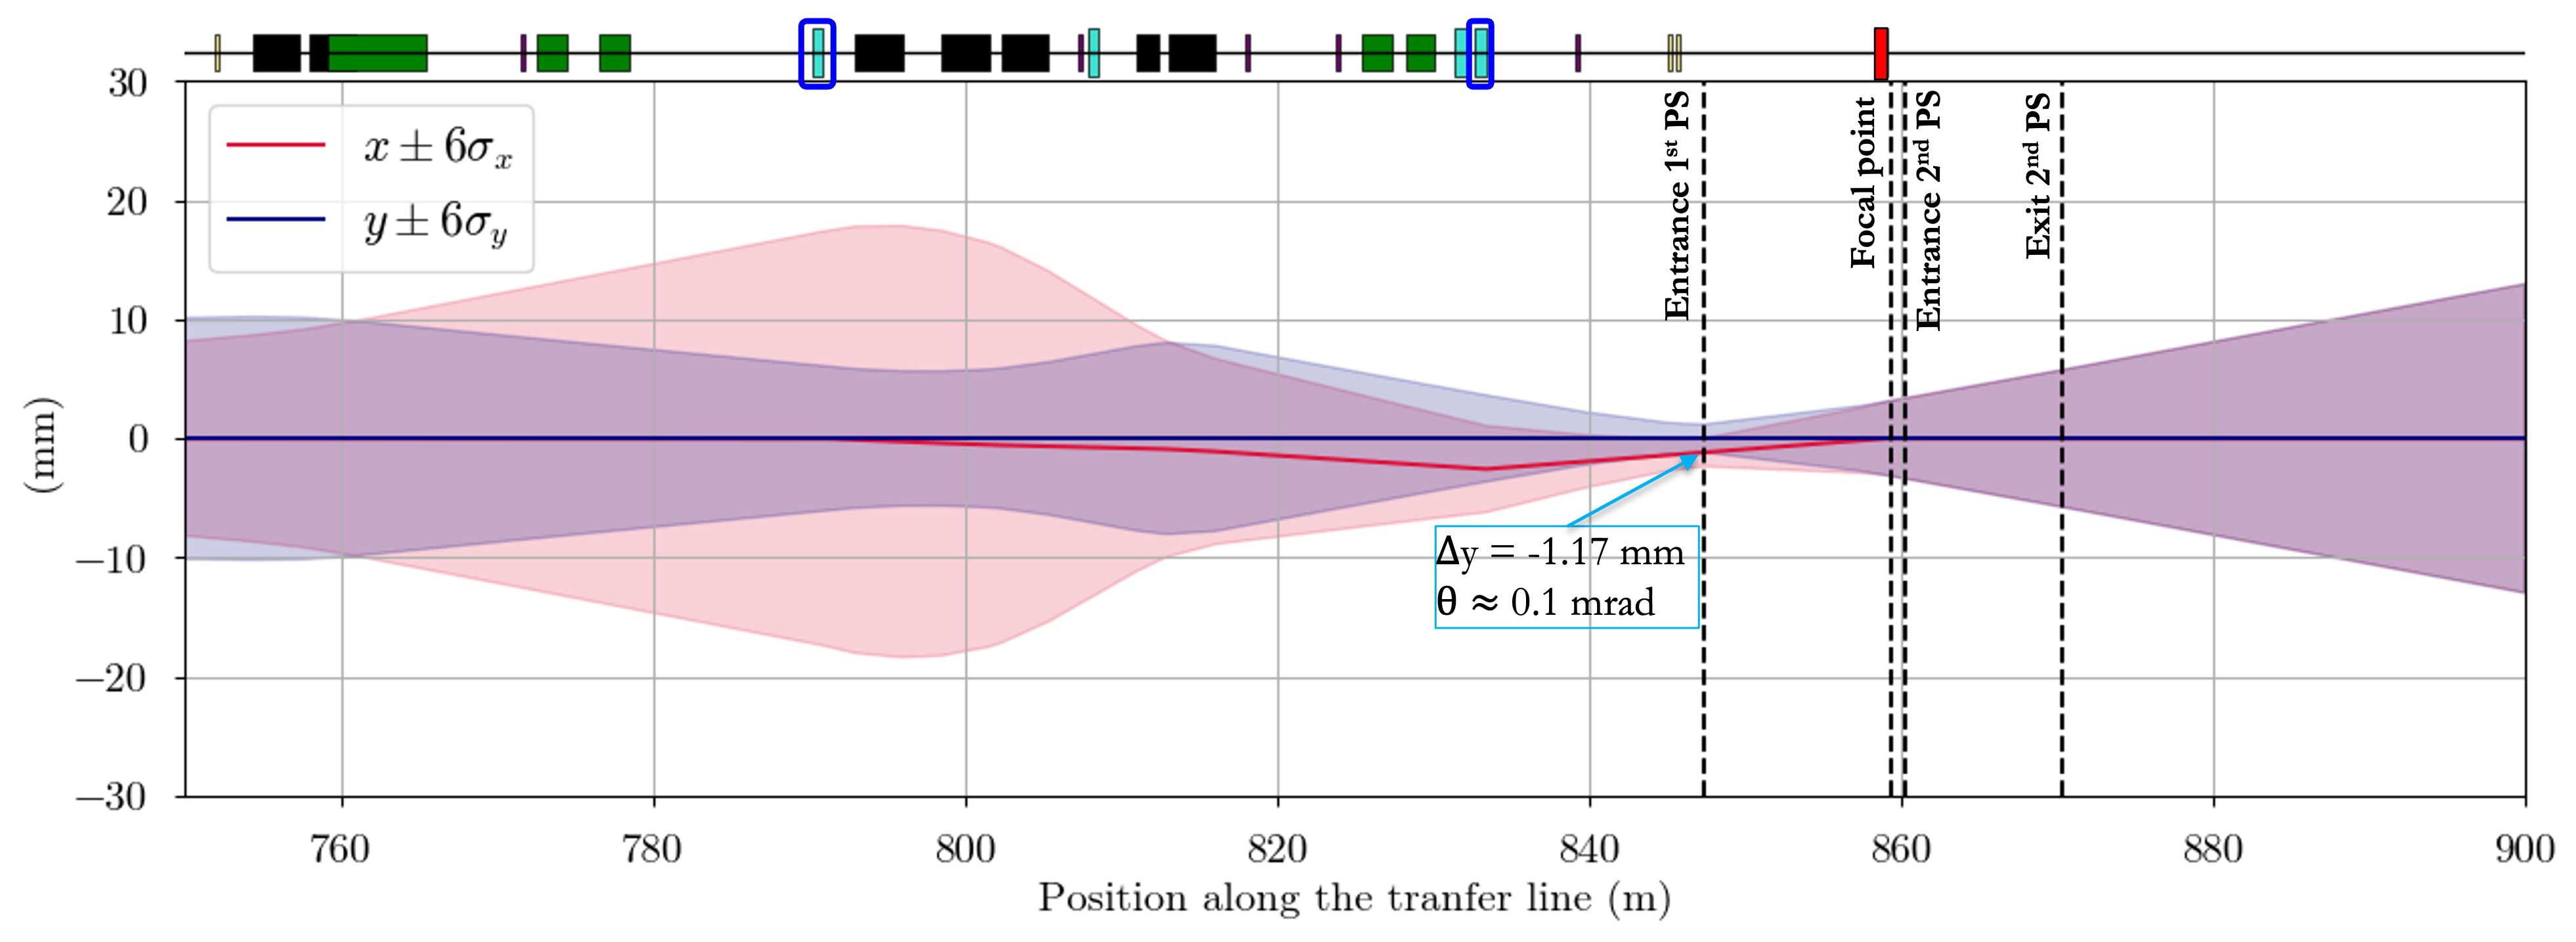 30
20
10
0
−10
−20
−30
(mm)
x ± 6σx
y ± 6σy
Entrance 1st PS
Focal point
Entrance 2nd PS
Exit 2nd PS
Δy = -1.17 mm
θ ≈ 0.1 mrad
760 780 800 820 840 860 880 900
Position along the tranfer line (m)